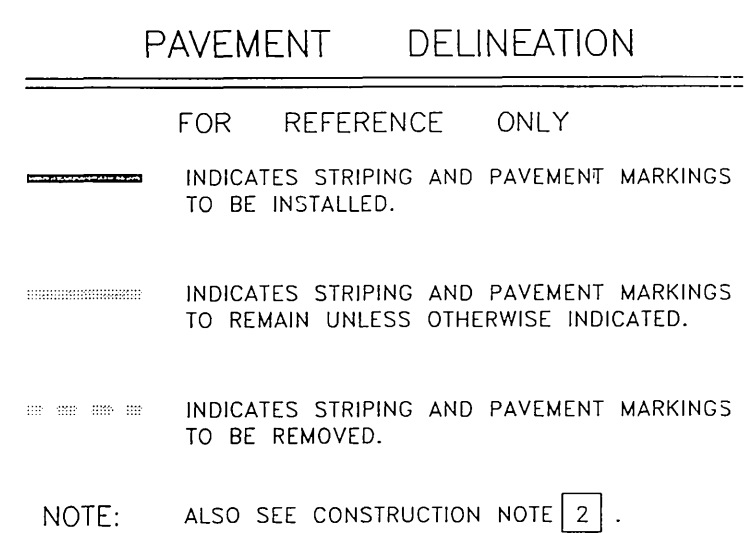 PAVEMENT DELINEATION
FOR REFERENCE ONLY
INDICATES STRIPING AND PAVEMENT MARKINGS
TO BE INSTALLED.
INDICATES STRIPING AND PAVEMENT MARKINGS
TO REMAIN UNLESS OTHERWISE INDICATED.
INDICATES STRIPING AND PAVEMENT MARKINGS
TO BE REMOVED.
NOTE: ALSO SEE CONSTRUCTION NOTE 2 .